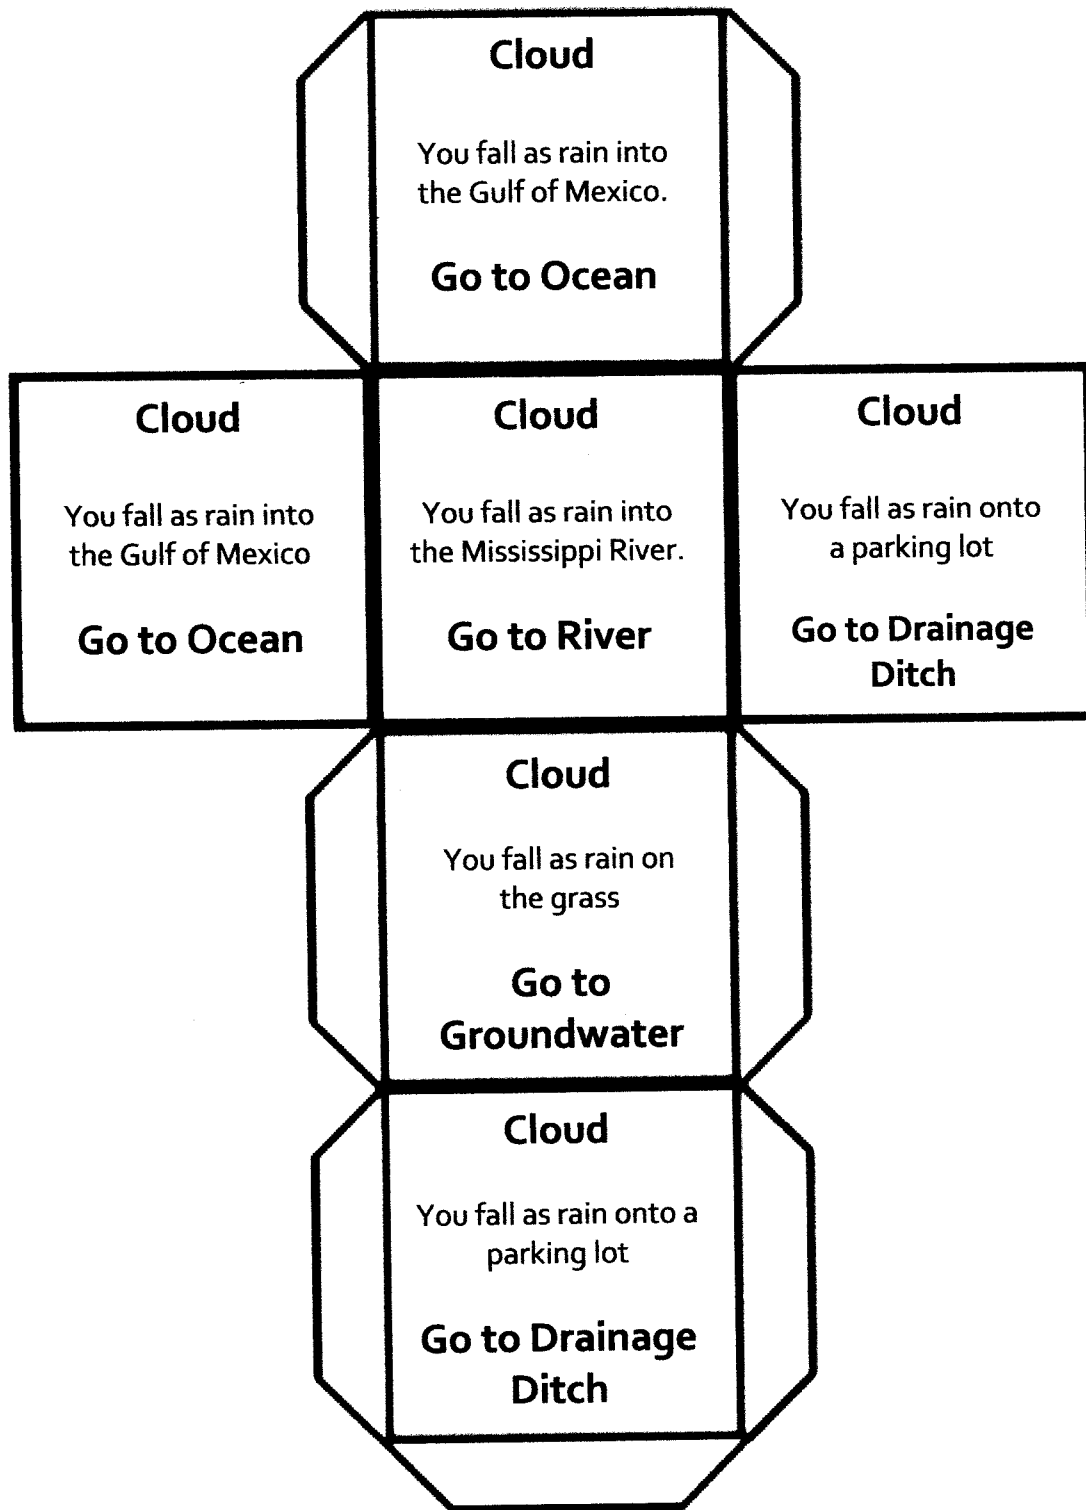 Cloud
You fall as rain into
the Gulf of Mexico.
Go to Ocean
Cloud
You fall as rain into
the Gulf of Mexico
Go to Ocean
Cloud
You fall as rain into
the Mississippi River.
Go to River
Cloud
You fall as rain onto
a parking lot
Go to Drainage
Ditch
Cloud
You fall as rain on
the grass
Go to
Groundwater
Cloud
You fall as rain onto a
parking lot
Go to Drainage
Ditch